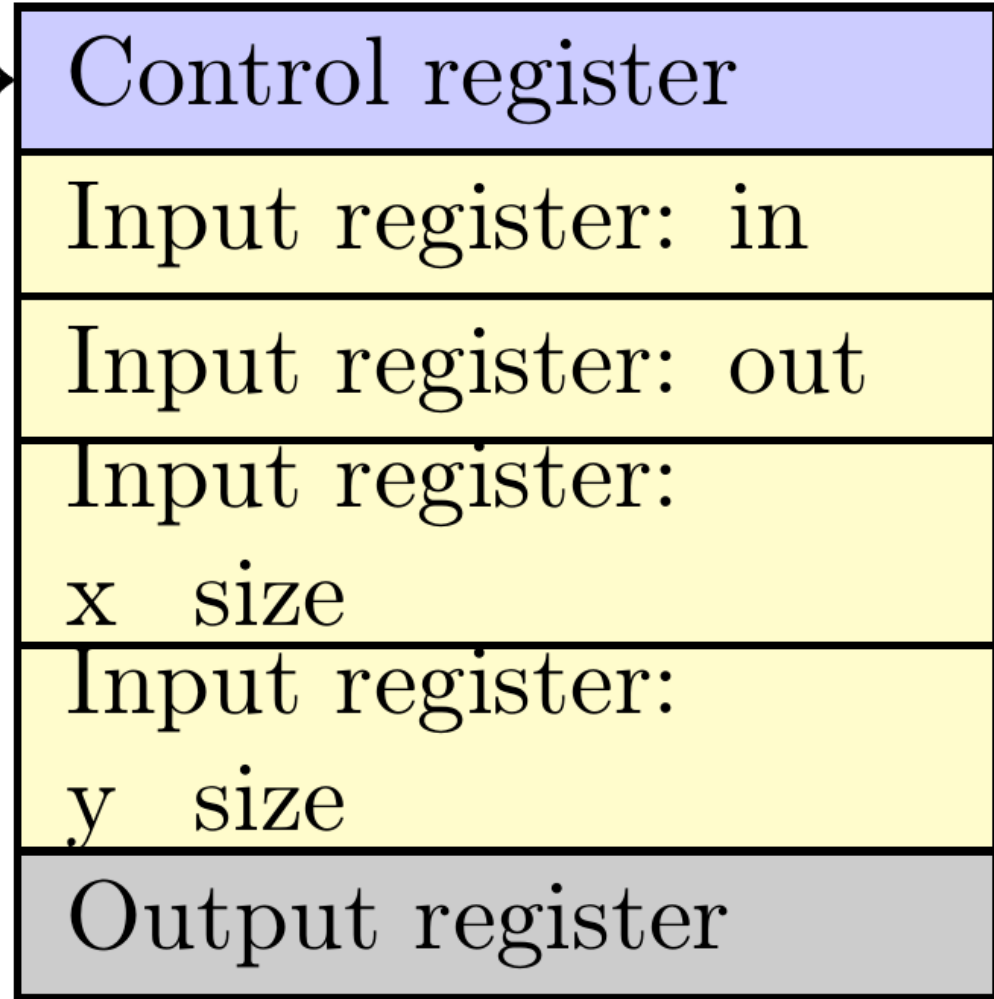 Control register
Input register: in
Input register: out
Input register:
x size
Input register:
y size
Output register